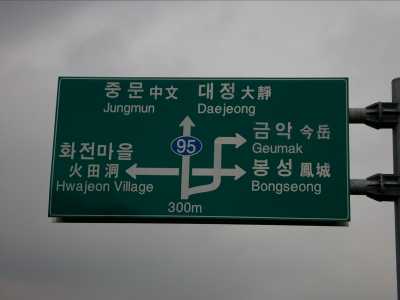 중문 中文 대정 大靜
Jungmun Daejeong
95
금악 今岳
Geumak
화전마을
火田洞
Hwajeon Village
봉성 鳳城
Bongseong
300m